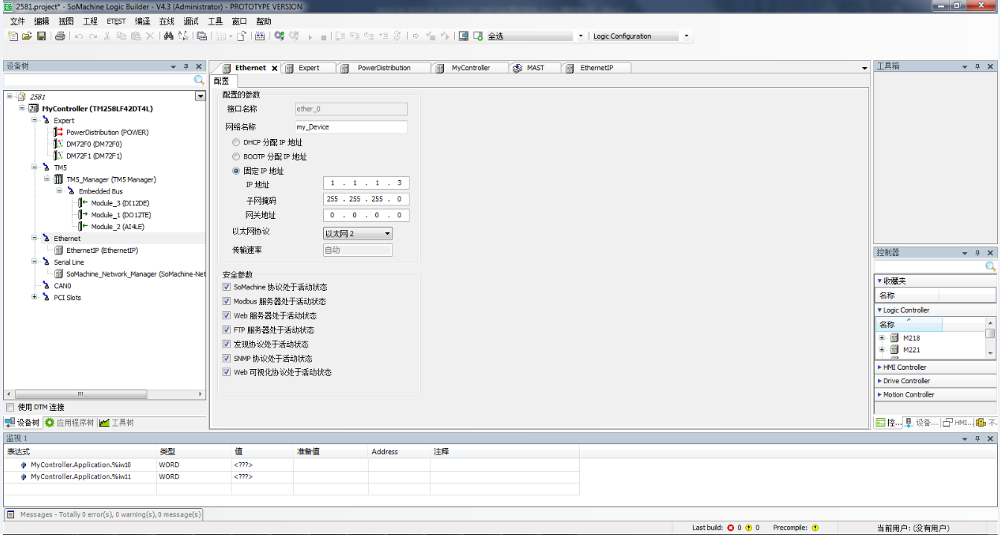 2581.project* - SoMachine Logic Builder - V4.3 (Administrator) - PROTOTYPE VERSION
文件 编辑 视图 工程 ETEST 编译 在线 调试 工具 窗口 帮助
全选 Logic Configuration
设备树
2581
MyController (TM258LF42DT4L)
Expert
PowerDistribution (POWER)
DM72F0 (DM72F0)
DM72F1 (DM72F1)
TM5
TM5_Manager (TM5 Manager)
Embedded Bus
Module_3 (DI12DE)
Module_1 (DO12TE)
Module_2 (AI4LE)
Ethernet
EthernetIP (EthernetIP)
Serial Line
SoMachine_Network_Manager (SoMachine-Net
CAN0
PCI Slots
使用 DTM 连接
设备树 应用程序树 工具树
Ethernet Expert PowerDistribution MyController MAST EthernetIP
配置
配置的参数
接口名称 ether_0
网络名称 my_Device
DHCP 分配 IP 地址
BOOTP 分配 IP 地址
固定 IP 地址
IP 地址 1 . 1 . 1 . 3
子网掩码 255 . 255 . 255 . 0
网关地址 0 . 0 . 0 . 0
以太网协议 以太网 2
传输速率 自动
安全参数
SoMachine 协议处于活动状态
Modbus 服务器处于活动状态
Web 服务器处于活动状态
FTP 服务器处于活动状态
发现协议处于活动状态
SNMP 协议处于活动状态
Web 可视化协议处于活动状态
工具箱
控制器
收藏夹
名称
Logic Controller
名称
M218
M221
HMI Controller
Drive Controller
Motion Controller
控... 设备... HMI... 不.
监视 1
表达式 类型 值 准备值 Address 注释
MyController.Application.%iw10 WORD <???>
MyController.Application.%iw11 WORD <???>
Messages - Totally 0 error(s), 0 warning(s), 0 message(s)
Last build: 0 0 Precompile: 当前用户: (没有用户)